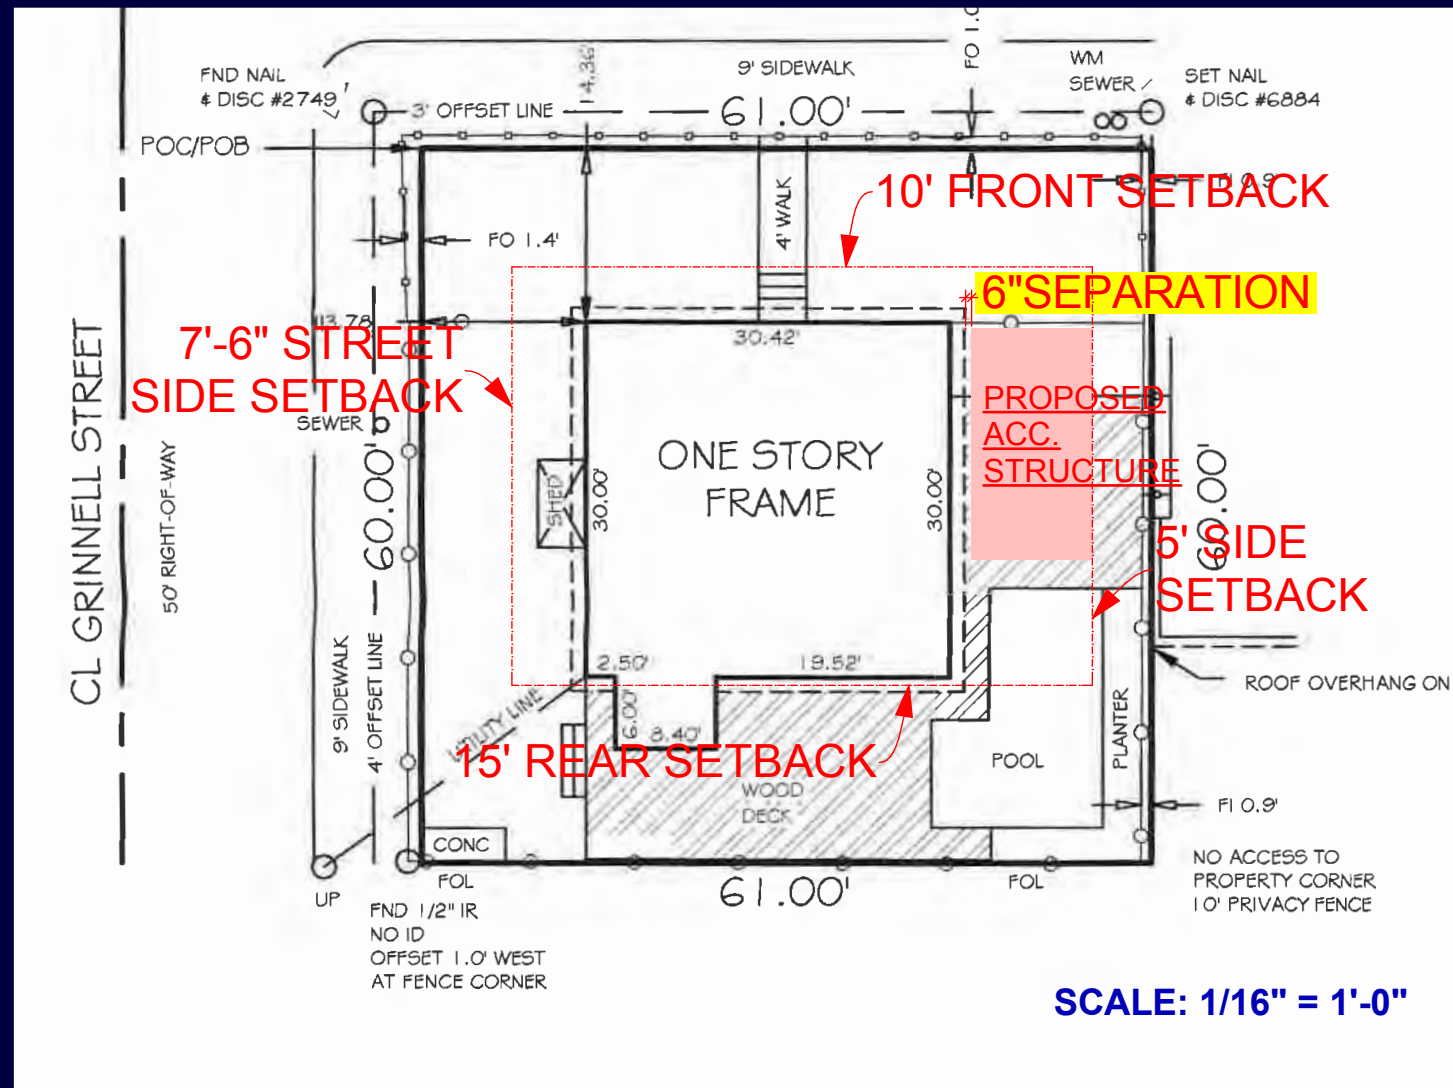 FO 1.0
14.36'
9' SIDEWALK
WM
SEWER
FND NAIL
& DISC #2749
SET NAIL
& DISC #6884
3' OFFSET LINE
61.00'
POC/POB
10' FRONT SETBACK
FI 0.9'
4' WALK
FO 1.4'
6"SEPARATION
13.78
30.42'
7'-6" STREET
SIDE SETBACK
SEWER
CL GRINNELL STREET
50' RIGHT-OF-WAY
60.00'
PROPOSED
ACC.
STRUCTURE
ONE STORY
FRAME
SHED
30.00'
30.00'
60.00'
5' SIDE
SETBACK
9' SIDEWALK
4' OFFSET LINE
2.50'
19.52'
ROOF OVERHANG ON
UTILITY LINE
6.00'
8.40'
15' REAR SETBACK
WOOD
DECK
POOL
PLANTER
FI 0.9'
CONC
FOL
61.00'
FOL
UP
FND 1/2" IR
NO ID
OFFSET 1.0' WEST
AT FENCE CORNER
NO ACCESS TO
PROPERTY CORNER
10' PRIVACY FENCE
SCALE: 1/16" = 1'-0"